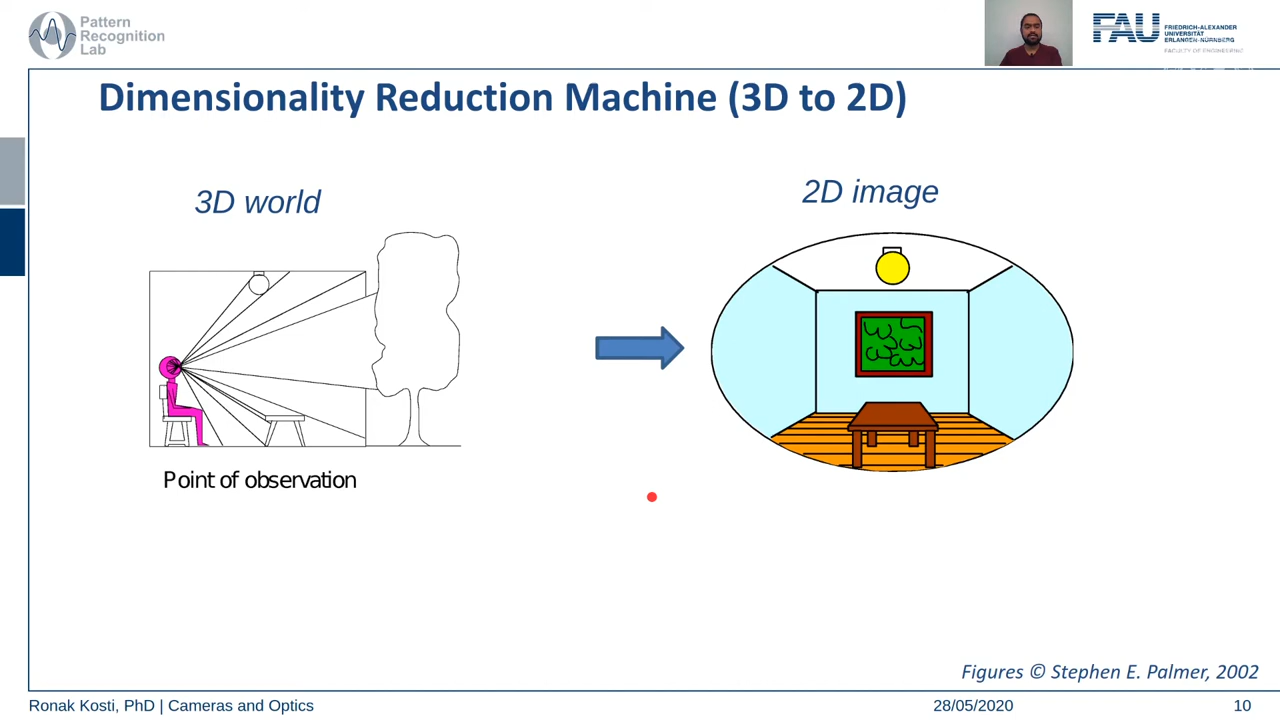 Pattern
Recognition
Lab
FAU
FRIEDRICH-ALEXANDER
UNIVERSITÄT
ERLANGEN-NÜRNBERG
FACULTY OF ENGINEERING
Dimensionality Reduction Machine (3D to 2D)
3D world
2D image
Point of observation
Figures © Stephen E. Palmer, 2002
Ronak Kosti, PhD | Cameras and Optics
28/05/2020
10